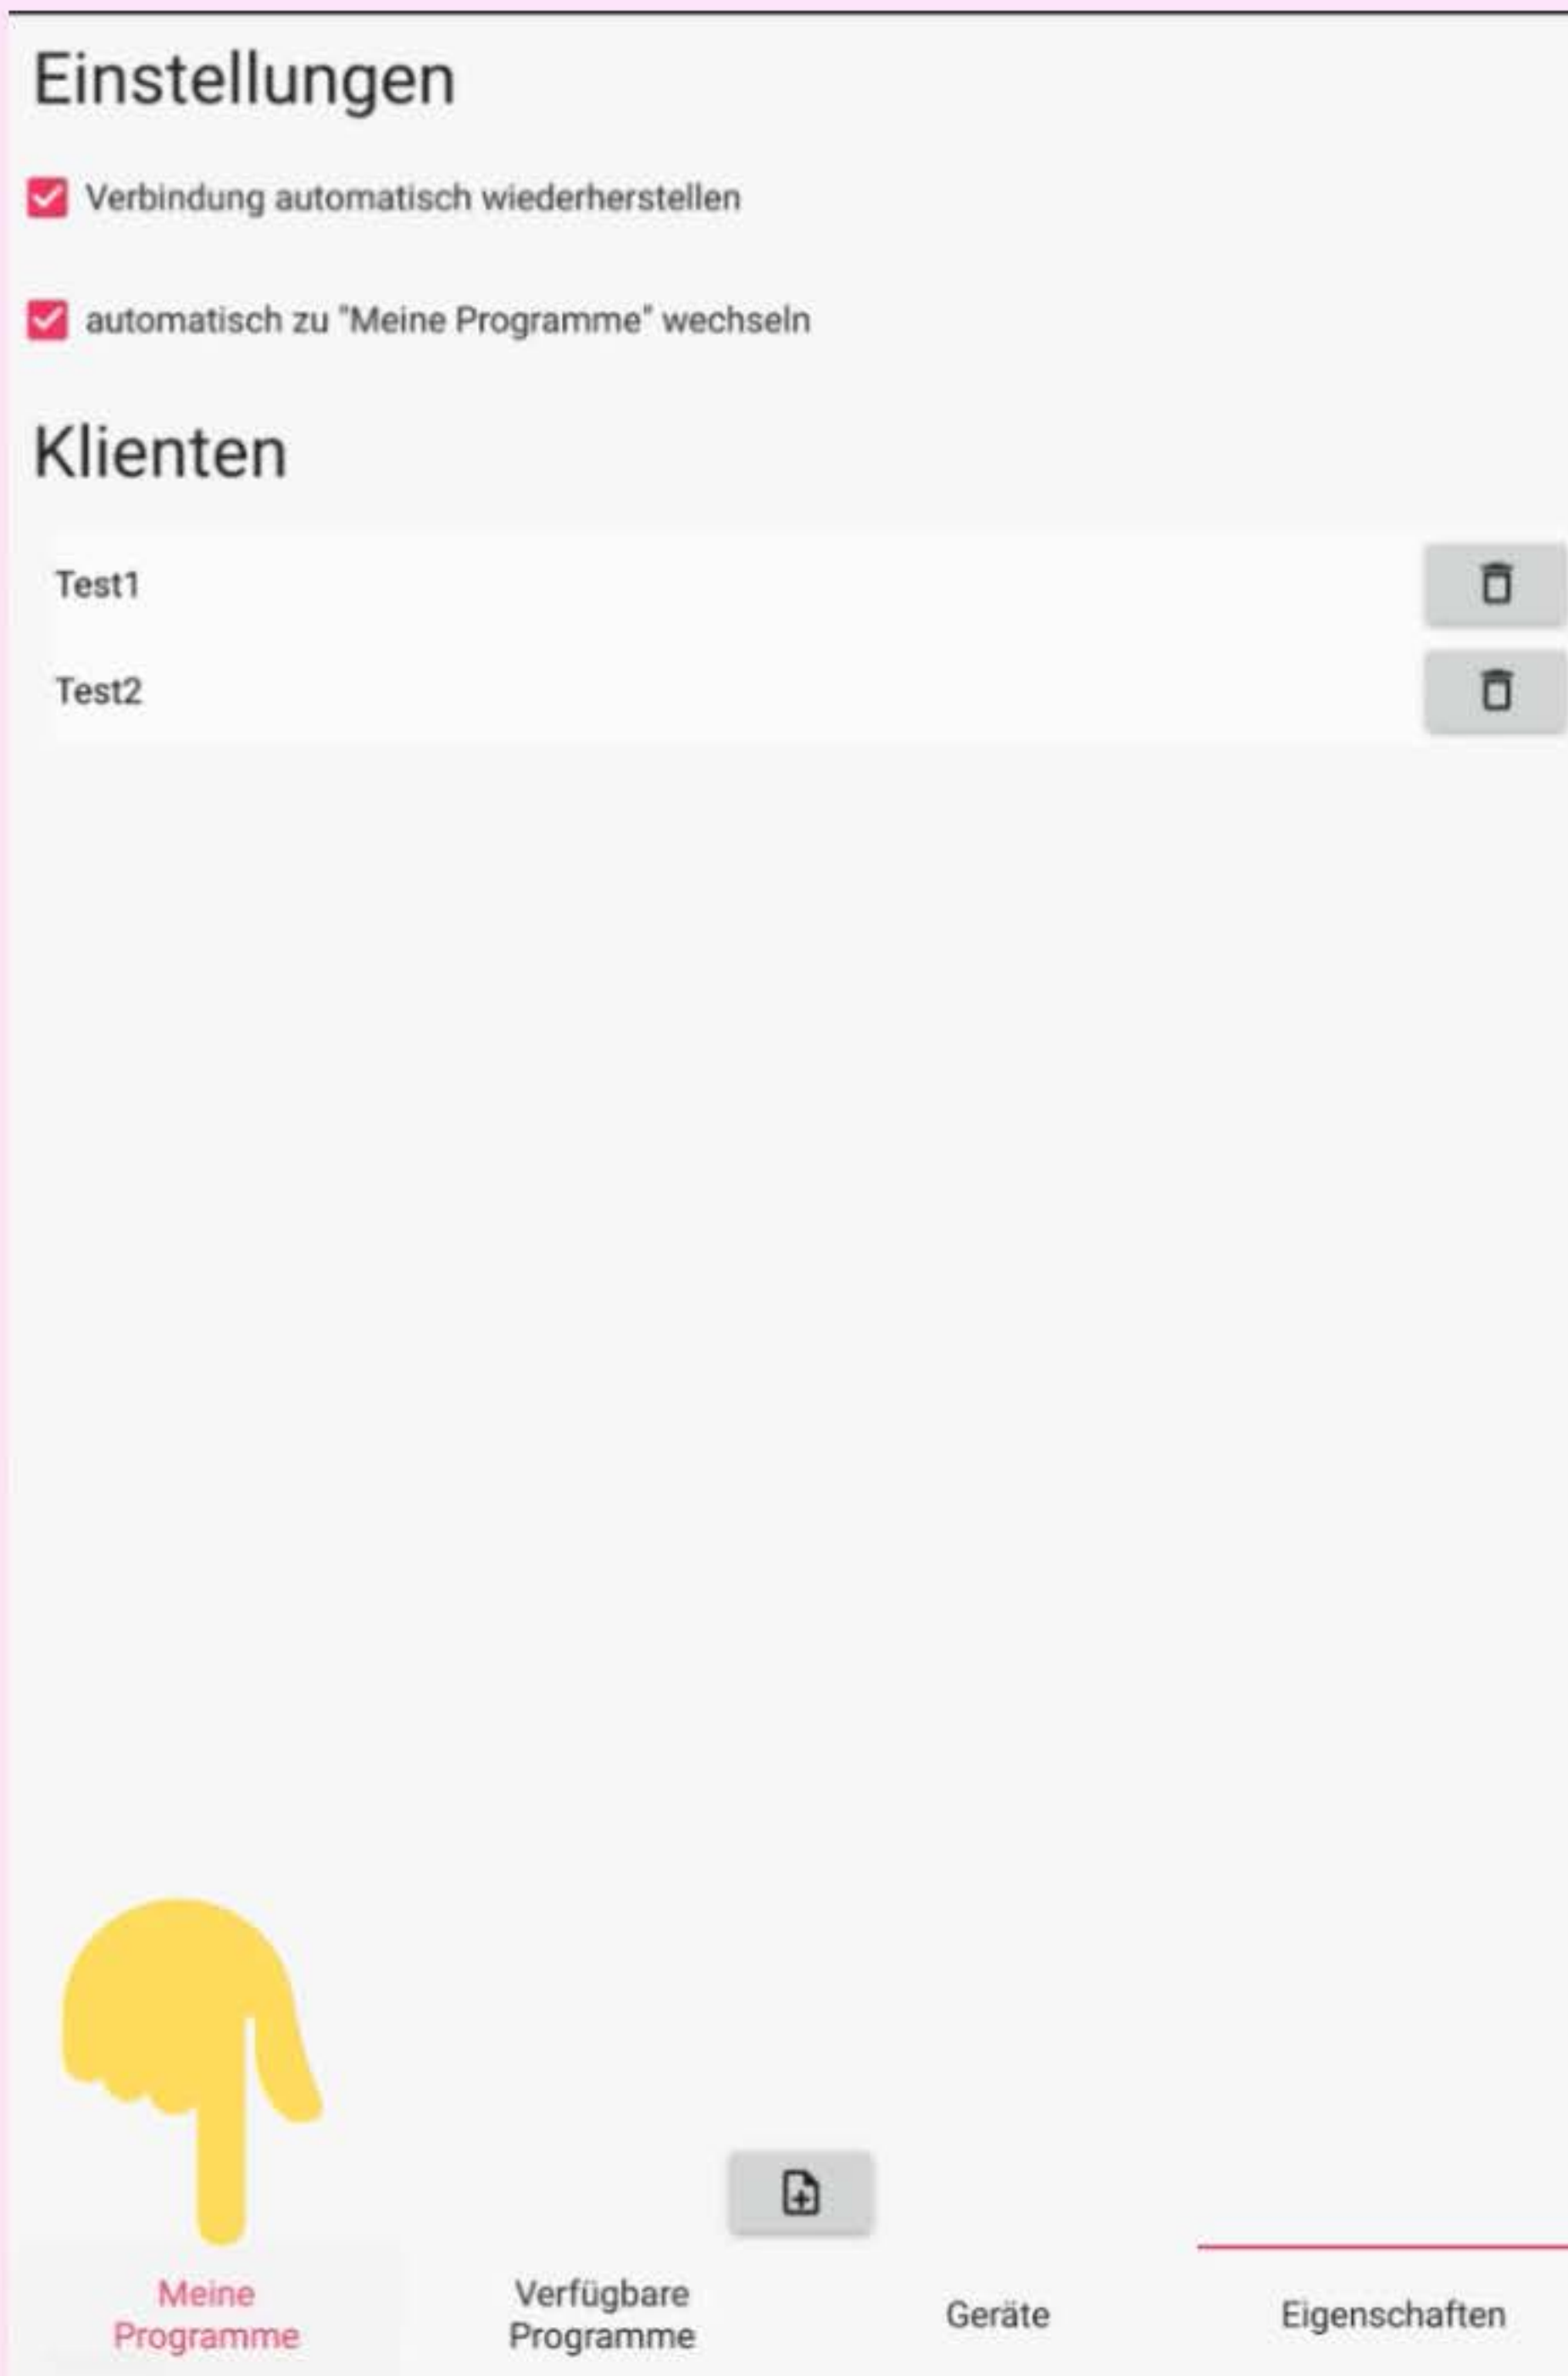 Einstellungen
Verbindung automatisch wiederherstellen
automatisch zu "Meine Programme" wechseln
Klienten
Test1
Test2
Meine
Programme
Verfügbare
Programme
Geräte
Eigenschaften